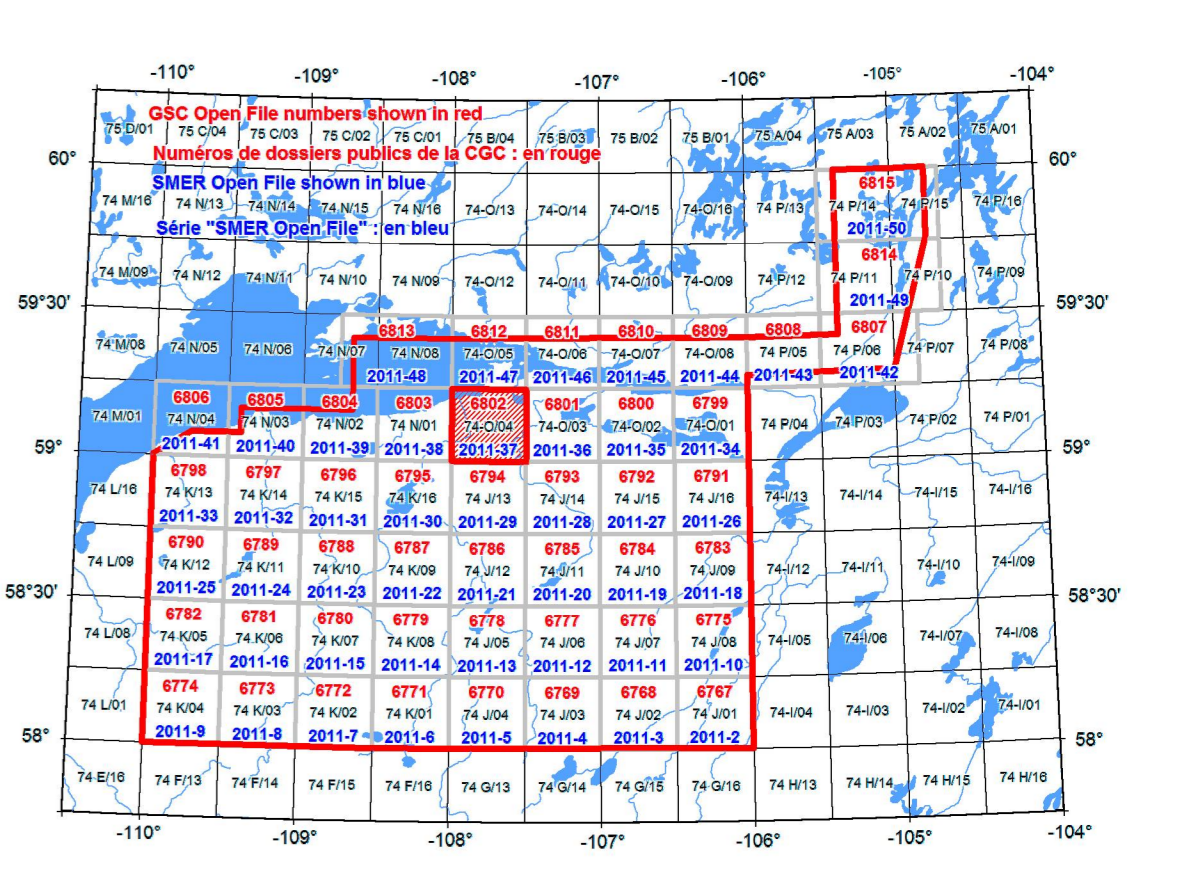 -110° -109° -108° -107° -106° -105° -104°
GSC Open File numbers shown in red
75 D/01 75 C/04 75 C/03 75 C/02 75 C/01 75 B/04 75 B/03 75 B/02 75 B/01 75 A/04 75 A/03 75 A/02 75 A/01
Numéros de dossiers publics de la CGC : en rouge
60° 60°
SMER Open File shown in blue
6815
74 M/16 74 N/13 74 N/14 74 N/15 74 N/16 74-O/13 74-O/14 74-O/15 74-O/16 74 P/13 74 P/14 74 P/15 74 P/16
Série "SMER Open File" : en bleu
2011-50
6814
74 M/09 74 N/12 74 N/11 74 N/10 74 N/09 74-O/12 74-O/11 74-O/10 74-O/09 74 P/12 74 P/11 74 P/10 74 P/09
2011-49
59°30' 59°30'
6813 6812 6811 6810 6809 6808 6807
74 M/08 74 N/05 74 N/06 74 N/07 74 N/08 74-O/05 74-O/06 74-O/07 74-O/08 74 P/05 74 P/06 74 P/07 74 P/08
2011-48 2011-47 2011-46 2011-45 2011-44 2011-43 2011-42
6806 6805 6804 6803 6802 6801 6800 6799
74 M/01 74 N/04 74 N/03 74 N/02 74 N/01 74-O/04 74-O/03 74-O/02 74-O/01 74 P/04 74 P/03 74 P/02 74 P/01
59° 2011-41 2011-40 2011-39 2011-38 2011-37 2011-36 2011-35 2011-34 59°
6798 6797 6796 6795 6794 6793 6792 6791
74 L/16 74 K/13 74 K/14 74 K/15 74 K/16 74 J/13 74 J/14 74 J/15 74 J/16 74-I/13 74-I/14 74-I/15 74-I/16
2011-33 2011-32 2011-31 2011-30 2011-29 2011-28 2011-27 2011-26
6790 6789 6788 6787 6786 6785 6784 6783
74 L/09 74 K/12 74 K/11 74 K/10 74 K/09 74 J/12 74 J/11 74 J/10 74 J/09 74-I/12 74-I/11 74-I/10 74-I/09
58°30' 2011-25 2011-24 2011-23 2011-22 2011-21 2011-20 2011-19 2011-18 58°30'
6782 6781 6780 6779 6778 6777 6776 6775
74 L/08 74 K/05 74 K/06 74 K/07 74 K/08 74 J/05 74 J/06 74 J/07 74 J/08 74-I/05 74-I/06 74-I/07 74-I/08
2011-17 2011-16 2011-15 2011-14 2011-13 2011-12 2011-11 2011-10
6774 6773 6772 6771 6770 6769 6768 6767
74 L/01 74 K/04 74 K/03 74 K/02 74 K/01 74 J/04 74 J/03 74 J/02 74 J/01 74-I/04 74-I/03 74-I/02 74-I/01
58° 2011-9 2011-8 2011-7 2011-6 2011-5 2011-4 2011-3 2011-2 58°
74 E/16 74 F/13 74 F/14 74 F/15 74 F/16 74 G/13 74 G/14 74 G/15 74 G/16 74 H/13 74 H/14 74 H/15 74 H/16
-110° -109° -108° -107° -106° -105° -104°